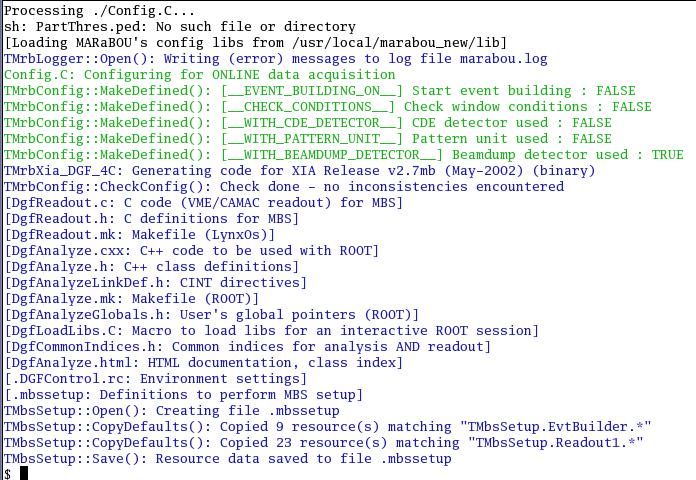 Processing ./Config.C...
sh: PartThres.ped: No such file or directory
[Loading MARaBOU's config libs from /usr/local/marabou_new/lib]
TMrbLogger::Open(): Writing (error) messages to log file marabou.log
Config.C: Configuring for ONLINE data acquisition
TMrbConfig::MakeDefined(): [__EVENT_BUILDING_ON__] Start event building : FALSE
TMrbConfig::MakeDefined(): [__CHECK_CONDITIONS__] Check window conditions : FALSE
TMrbConfig::MakeDefined(): [__WITH_CDE_DETECTOR__] CDE detector used : FALSE
TMrbConfig::MakeDefined(): [__WITH_PATTERN_UNIT__] Pattern unit used : FALSE
TMrbConfig::MakeDefined(): [__WITH_BEAMDUMP_DETECTOR__] Beamdump detector used : TRUE
TMrbXia_DGF_4C: Generating code for XIA Release v2.7mb (May-2002) (binary)
TMrbConfig::CheckConfig(): Check done - no inconsistencies encountered
[DgfReadout.c: C code (VME/CAMAC readout) for MBS]
[DgfReadout.h: C definitions for MBS]
[DgfReadout.mk: Makefile (LynxOs)]
[DgfAnalyze.cxx: C++ code to be used with ROOT]
[DgfAnalyze.h: C++ class definitions]
[DgfAnalyzeLinkDef.h: CINT directives]
[DgfAnalyze.mk: Makefile (ROOT)]
[DgfAnalyzeGlobals.h: User's global pointers (ROOT)]
[DgfLoadLibs.C: Macro to load libs for an interactive ROOT session]
[DgfCommonIndices.h: Common indices for analysis AND readout]
[DgfAnalyze.html: HTML documentation, class index]
[.DGFControl.rc: Environment settings]
[.mbssetup: Definitions to perform MBS setup]
TMbsSetup::Open(): Creating file .mbssetup
TMbsSetup::CopyDefaults(): Copied 9 resource(s) matching "TMbsSetup.EvtBuilder.*"
TMbsSetup::CopyDefaults(): Copied 23 resource(s) matching "TMbsSetup.Readout1.*"
TMbsSetup::Save(): Resource data saved to file .mbssetup
$